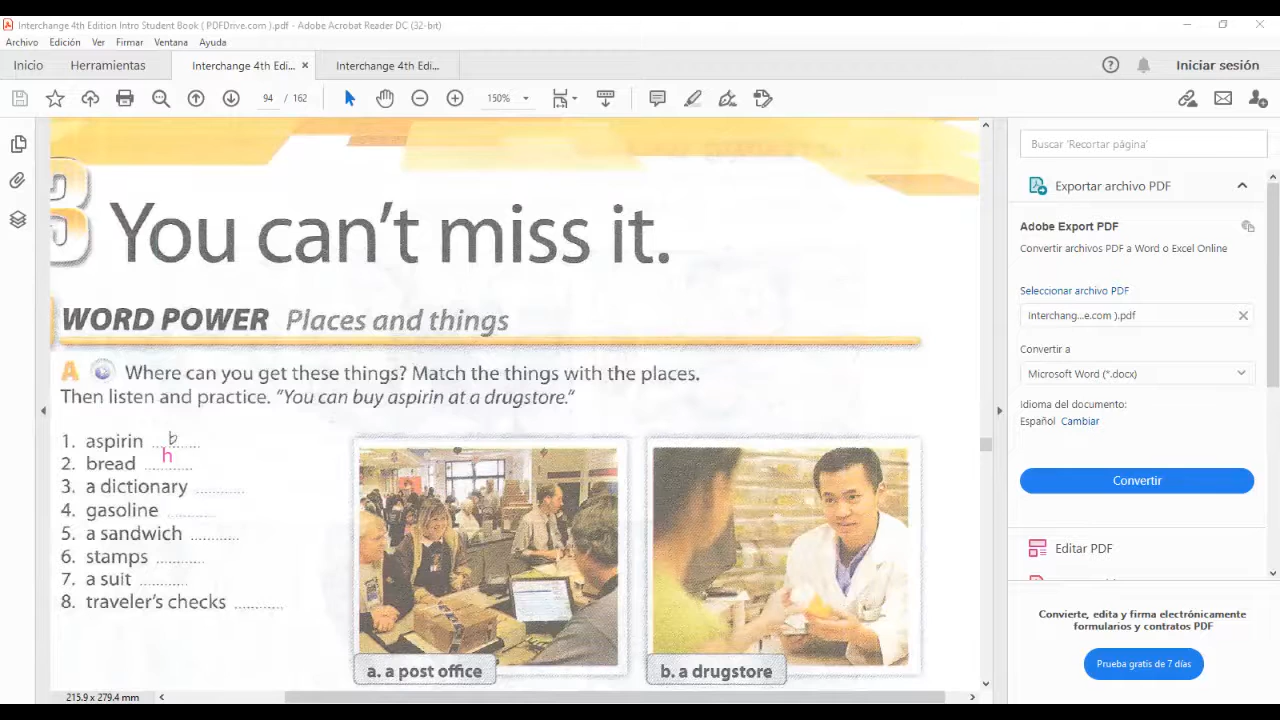 Interchange 4th Edition Intro Student Book ( PDFDrive.com ).pdf - Adobe Acrobat Reader DC (32-bit)
Archivo Edición Ver Firmar Ventana Ayuda
Inicio Herramientas Interchange 4th Edi... × Interchange 4th Edi... Iniciar sesión
94 / 162 150%
Buscar 'Recortar página'
Exportar archivo PDF
Adobe Export PDF
Convertir archivos PDF a Word o Excel Online
Seleccionar archivo PDF
Interchang...e.com ).pdf
Convertir a
Microsoft Word (*.docx)
Idioma del documento:
Español Cambiar
Convertir
Editar PDF
Convierte, edita y firma electrónicamente
formularios y contratos PDF
Prueba gratis de 7 días
3 You can't miss it.
WORD POWER Places and things
A Where can you get these things? Match the things with the places.
Then listen and practice. "You can buy aspirin at a drugstore."
1. aspirin b
2. bread h
3. a dictionary ............
4. gasoline ............
5. a sandwich ............
6. stamps ............
7. a suit ............
8. traveler's checks ............
a. a post office
b. a drugstore
215.9 x 279.4 mm